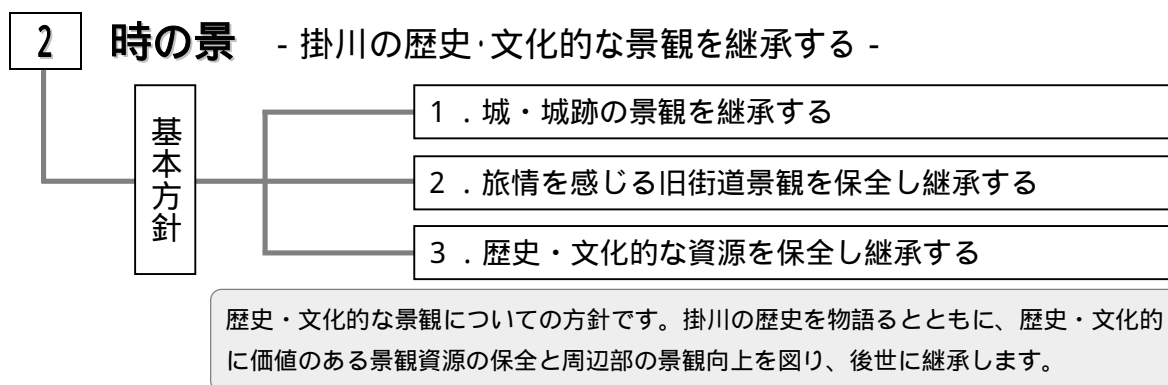 2 時の景 - 掛川の歴史･文化的な景観を継承する -
基本方針
1．城・城跡の景観を継承する
2．旅情を感じる旧街道景観を保全し継承する
3．歴史・文化的な資源を保全し継承する
歴史・文化的な景観についての方針です。掛川の歴史を物語るとともに、歴史・文化的
に価値のある景観資源の保全と周辺部の景観向上を図り、後世に継承します。